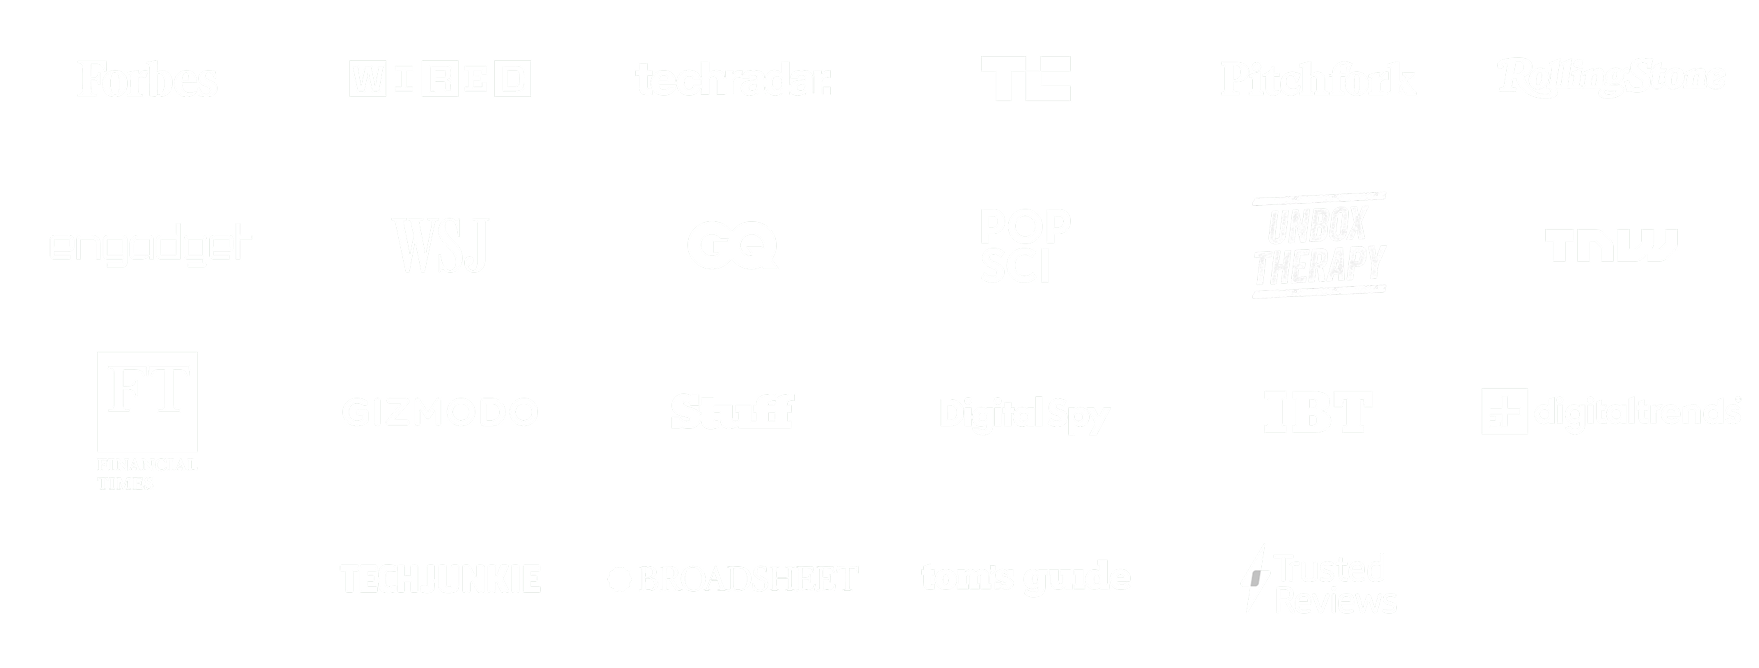 Forbes WIRED techradar. TC Pitchfork RollingStone
engadget WSJ GQ POP SCI UNBOX THERAPY TNW
FT FINANCIAL TIMES GIZMODO Stuff Digital Spy IBT digitaltrends
TECHJUNKIE BROADSHEET tom's guide Trusted Reviews